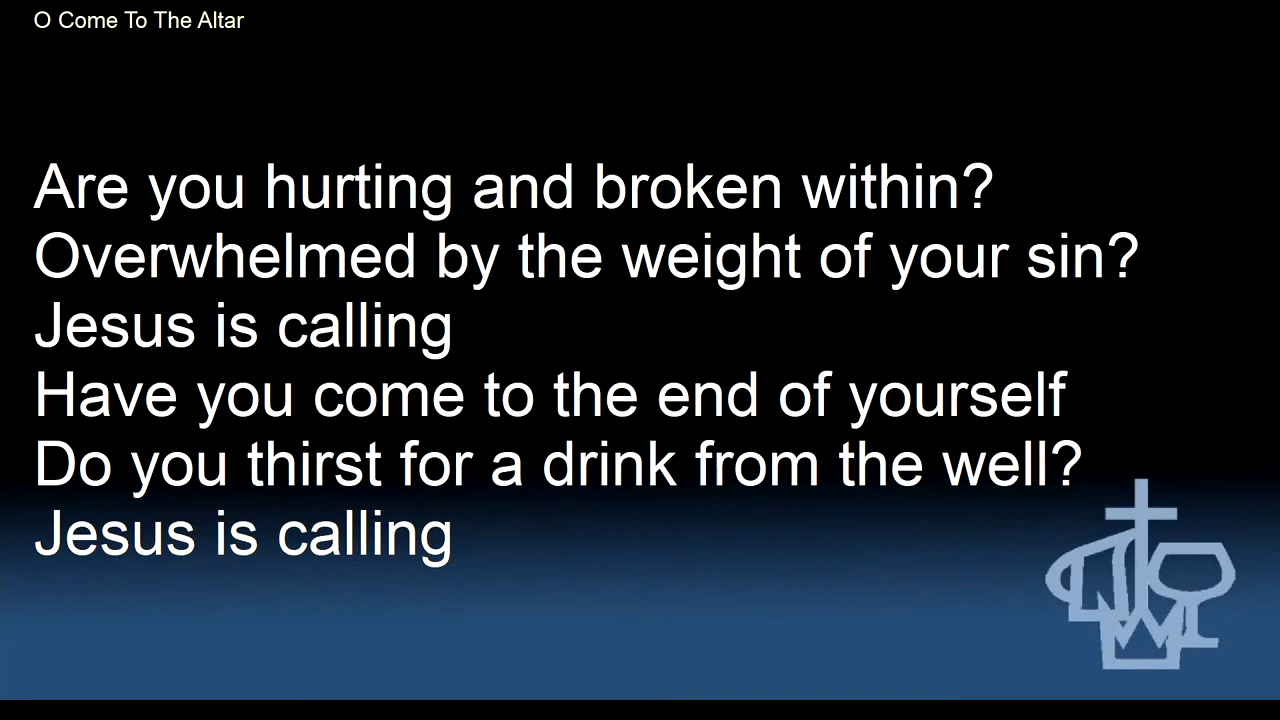 O Come To The Altar
Are you hurting and broken within?
Overwhelmed by the weight of your sin?
Jesus is calling
Have you come to the end of yourself
Do you thirst for a drink from the well?
Jesus is calling